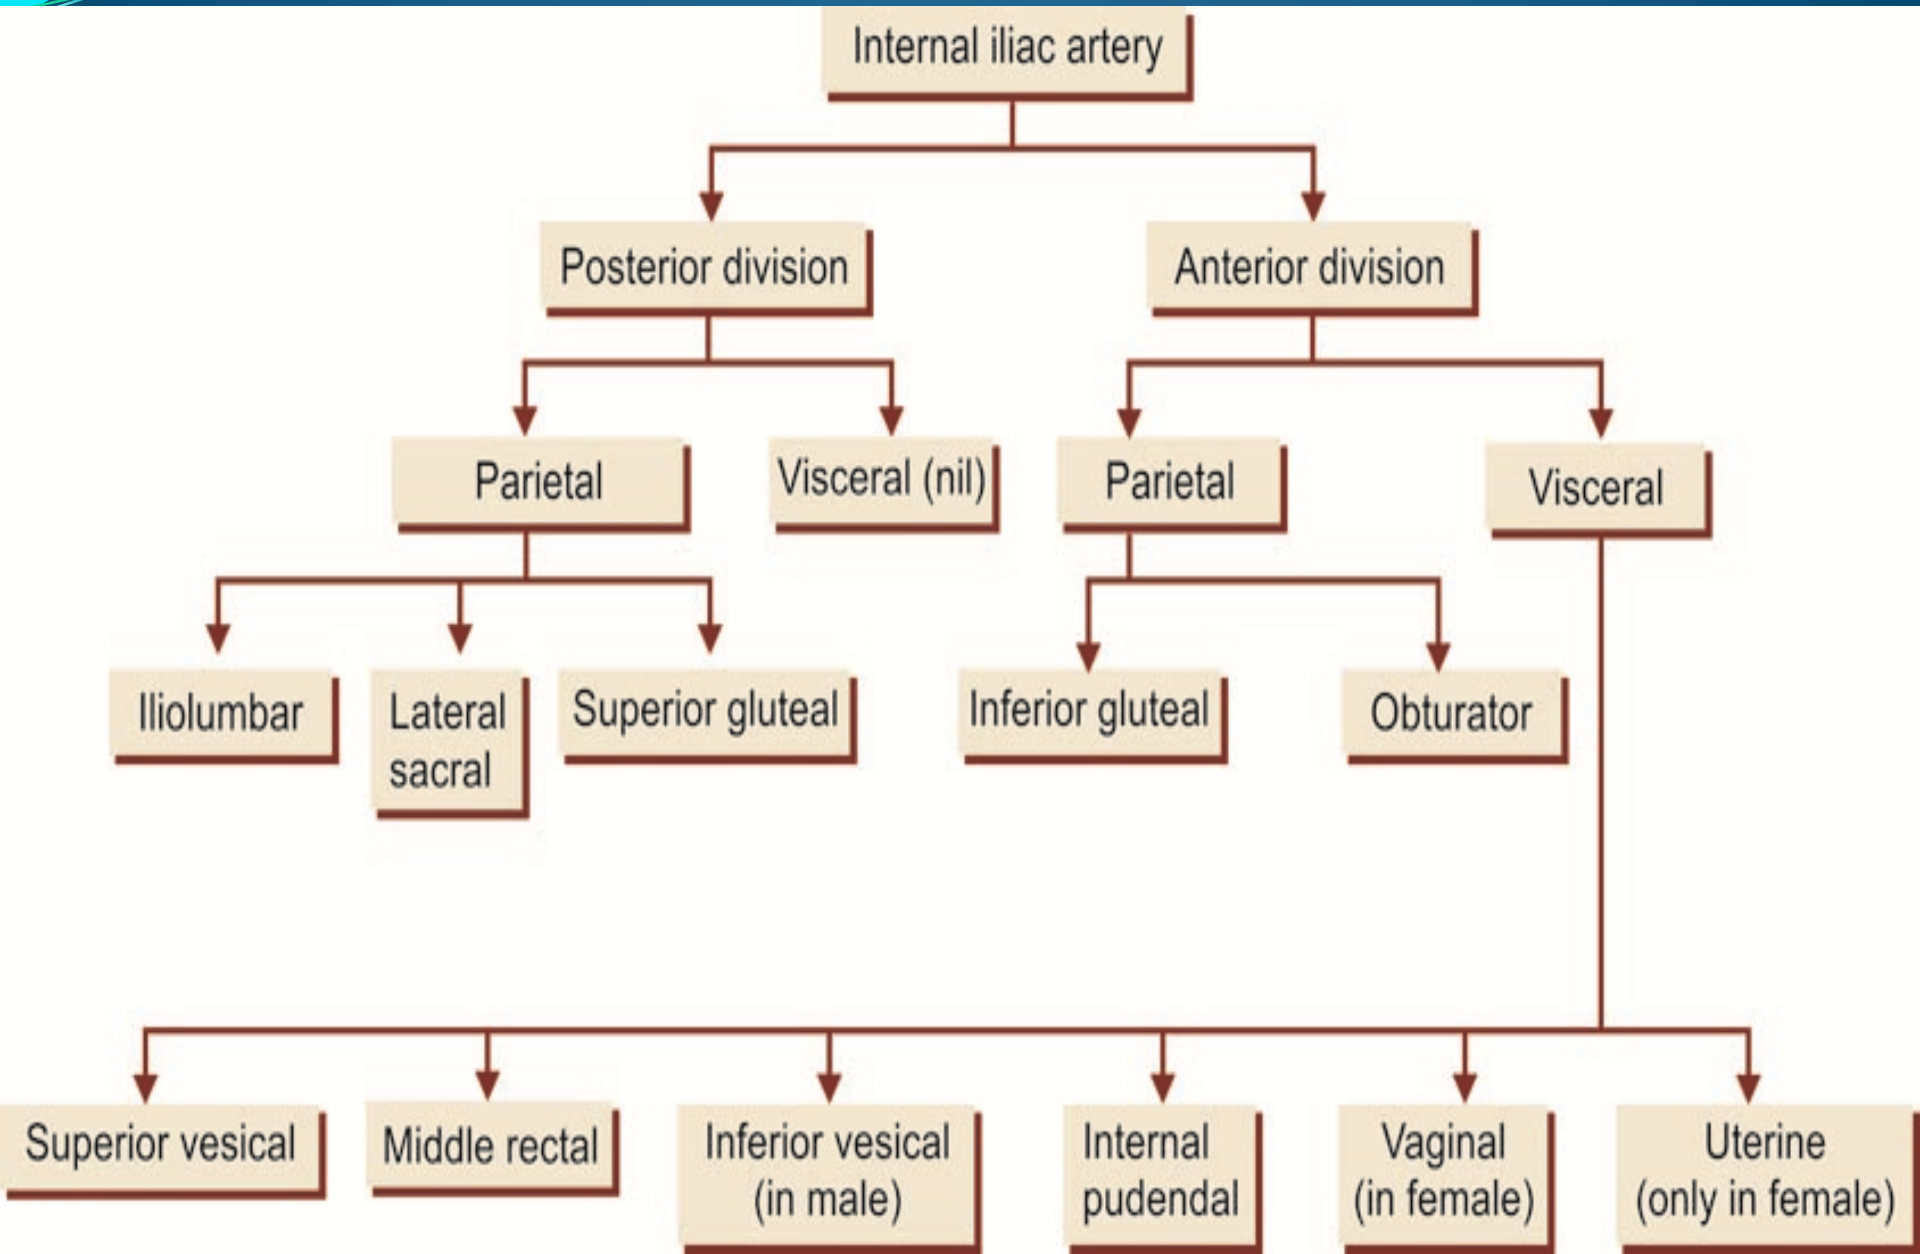 Internal iliac artery
Posterior division
Anterior division
Parietal
Visceral (nil)
Parietal
Visceral
Iliolumbar
Lateral
sacral
Superior gluteal
Inferior gluteal
Obturator
Superior vesical
Middle rectal
Inferior vesical
(in male)
Internal
pudendal
Vaginal
(in female)
Uterine
(only in female)